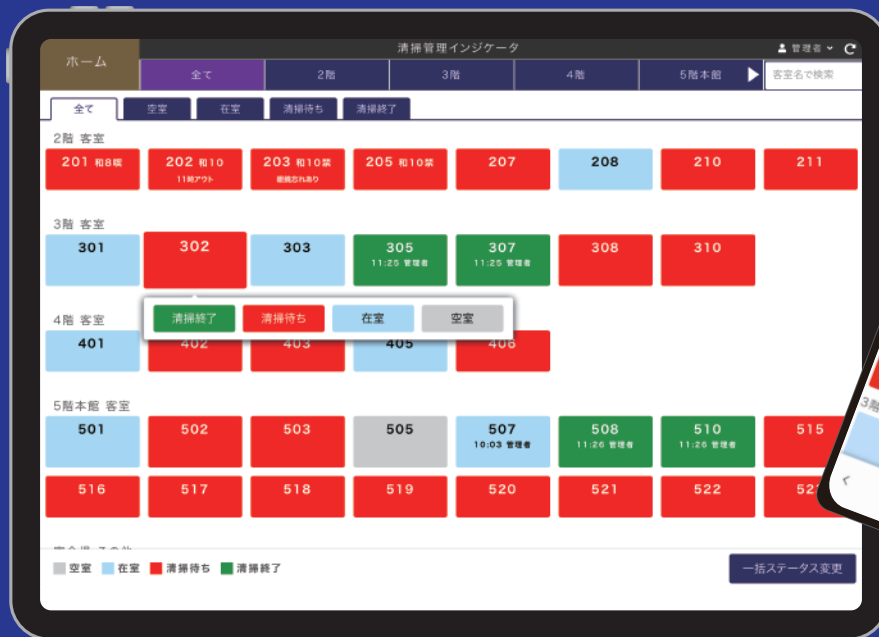 清掃管理インジケータ
管理者
ホーム
全て 2階 3階 4階 5階本館 客室名で検索
全て 空室 在室 清掃待ち 清掃終了
2階 客室
201 和8喫 202 和10 203 和10禁 205 和10禁 207 208 210 211
11時アウト
3階 客室
301 302 303 305 307 308 310
11:25 管理者 11:25 管理者
清掃終了 清掃待ち 在室 空室
4階 客室
401 402 403 405 406
5階本館 客室
501 502 503 505 507 508 510 515
10:03 管理者 11:26 管理者 11:26 管理者
516 517 518 519 520 521 522
空室 在室 清掃待ち 清掃終了
一括ステータス変更